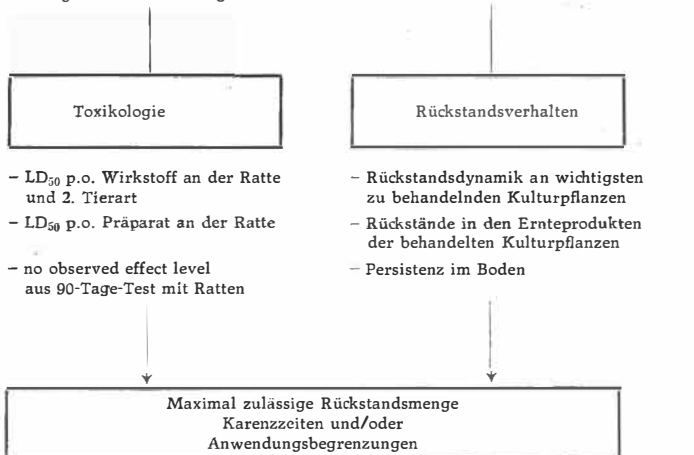 Toxikologie
– LD₅₀ p.o. Wirkstoff an der Ratte
und 2. Tierart
– LD₅₀ p.o. Präparat an der Ratte
– no observed effect level
aus 90-Tage-Test mit Ratten
Rückstandsverhalten
– Rückstandsdynamik an wichtigsten
zu behandelnden Kulturpflanzen
– Rückstände in den Ernteprodukten
der behandelten Kulturpflanzen
– Persistenz im Boden
Maximal zulässige Rückstandsmenge
Karenzzeiten und/oder
Anwendungsbegrenzungen